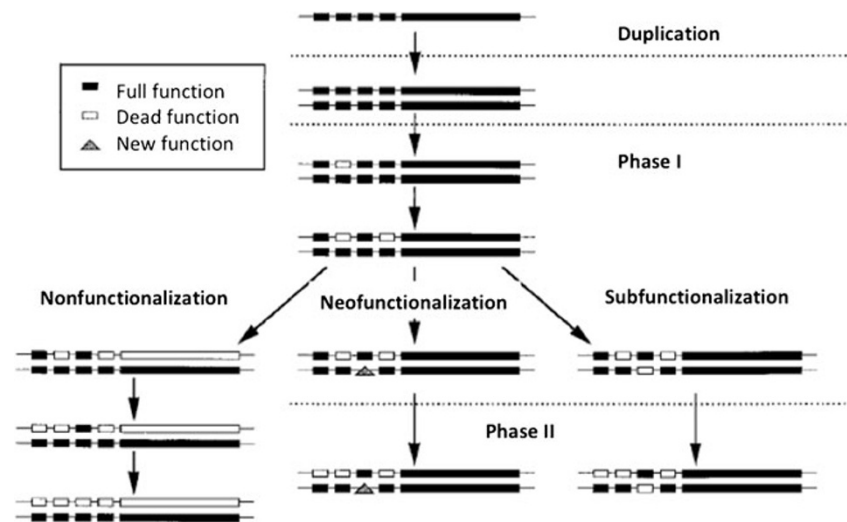 Duplication
Full function
Dead function
New function
Phase I
Nonfunctionalization
Neofunctionalization
Subfunctionalization
Phase II